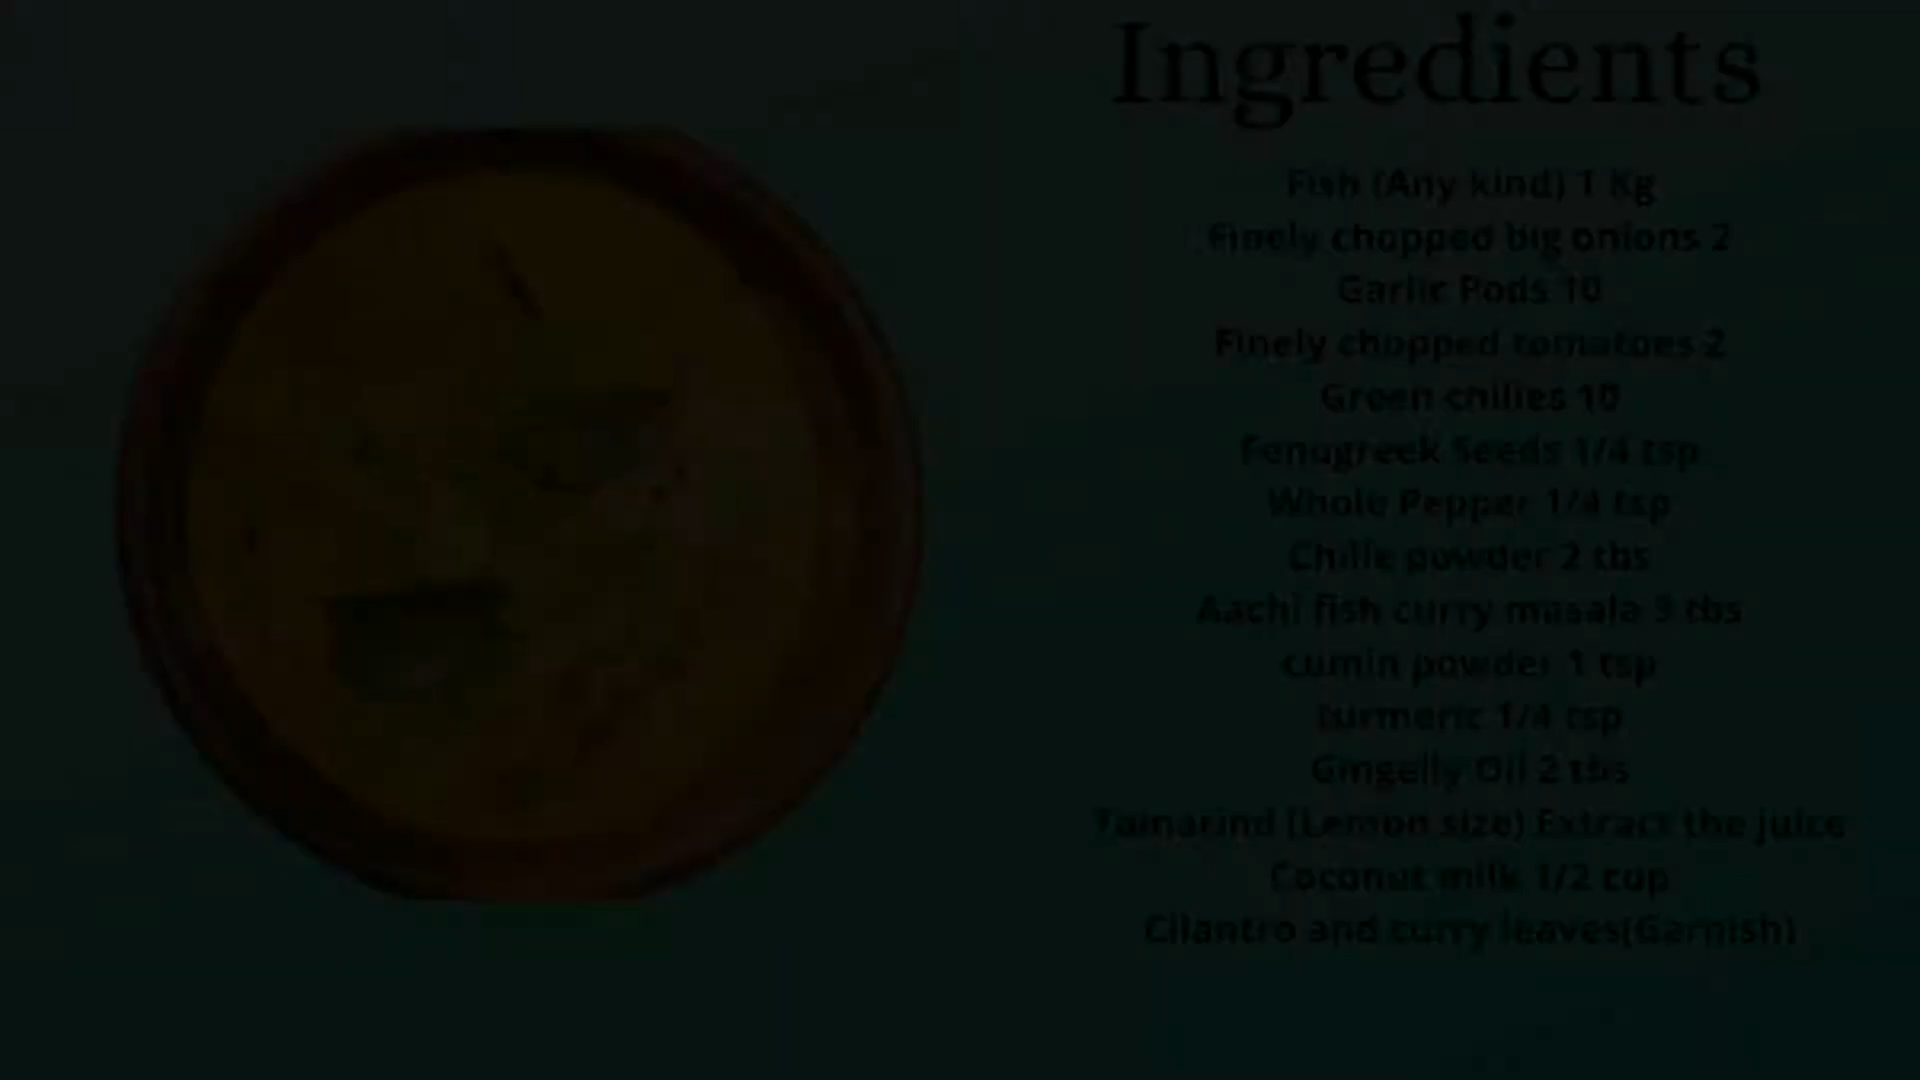 Ingredients
Fish (Any kind) 1 Kg
Finely chopped big onions 2
Garlic Pods 10
Finely chopped tomatoes 2
Green chilies 10
Fenugreek Seeds 1/4 tsp
Whole Pepper 1/4 tsp
Chille powder 2 tbs
Aachi fish curry masala 3 tbs
cumin powder 1 tsp
turmeric 1/4 tsp
Gingelly Oil 2 tbs
Tamarind (Lemon size) Extract the juice
Coconut milk 1/2 cup
Cilantro and curry leaves(Garnish)